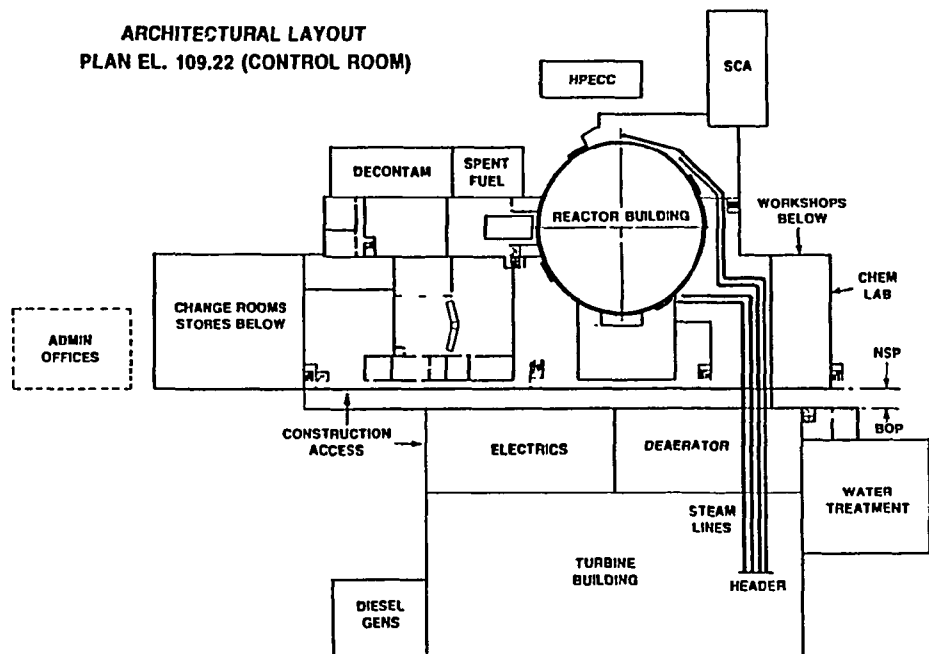 ARCHITECTURAL LAYOUT
PLAN EL. 109.22 (CONTROL ROOM)
HPECC
SCA
DECONTAM
SPENT
FUEL
REACTOR BUILDING
WORKSHOPS
BELOW
CHANGE ROOMS
STORES BELOW
CHEM
LAB
ADMIN
OFFICES
NSP
BOP
CONSTRUCTION
ACCESS
ELECTRICS
DEAERATOR
WATER
TREATMENT
STEAM
LINES
TURBINE
BUILDING
HEADER
DIESEL
GENS